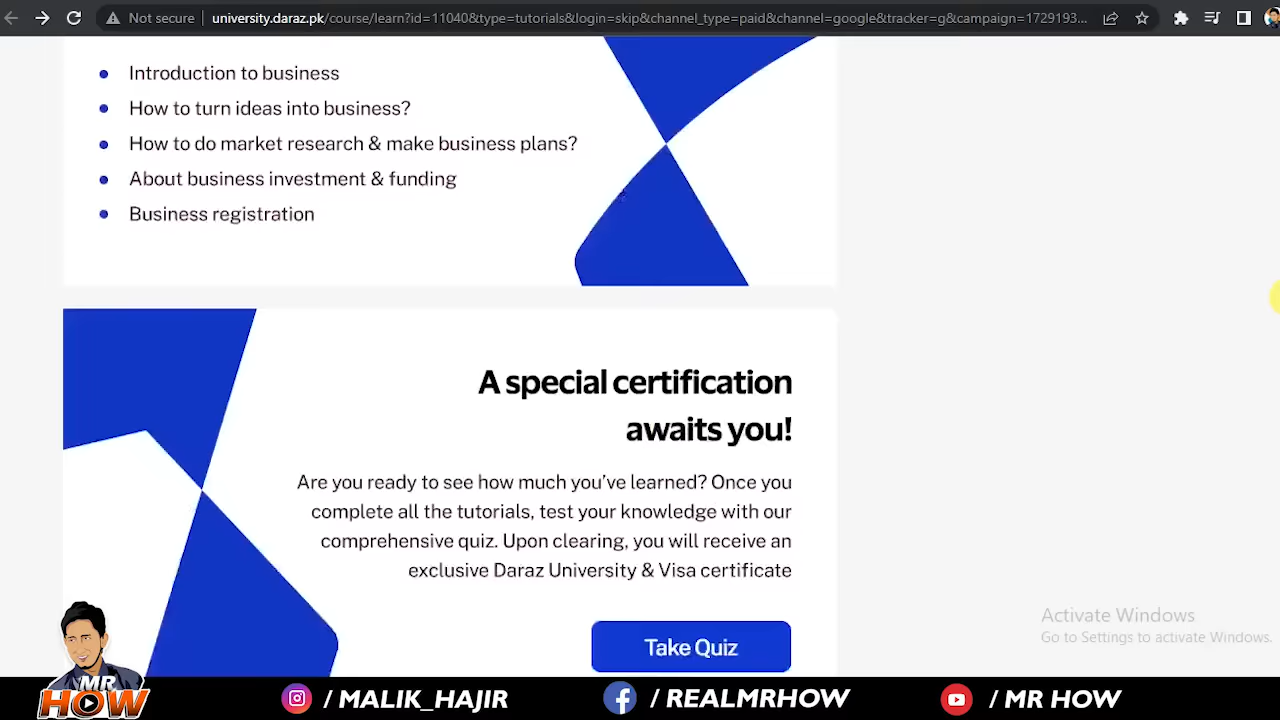 Not secure university.daraz.pk/course/learn?id=11040&type=tutorials&login=skip&channel_type=paid&channel=google&tracker=g&campaign=1729193...
Introduction to business
How to turn ideas into business?
How to do market research & make business plans?
About business investment & funding
Business registration
A special certification
awaits you!
Are you ready to see how much you’ve learned? Once you
complete all the tutorials, test your knowledge with our
comprehensive quiz. Upon clearing, you will receive an
exclusive Daraz University & Visa certificate
Take Quiz
Activate Windows
Go to Settings to activate Windows.
MR
HOW
/ MALIK_HAJIR
/ REALMRHOW
/ MR HOW